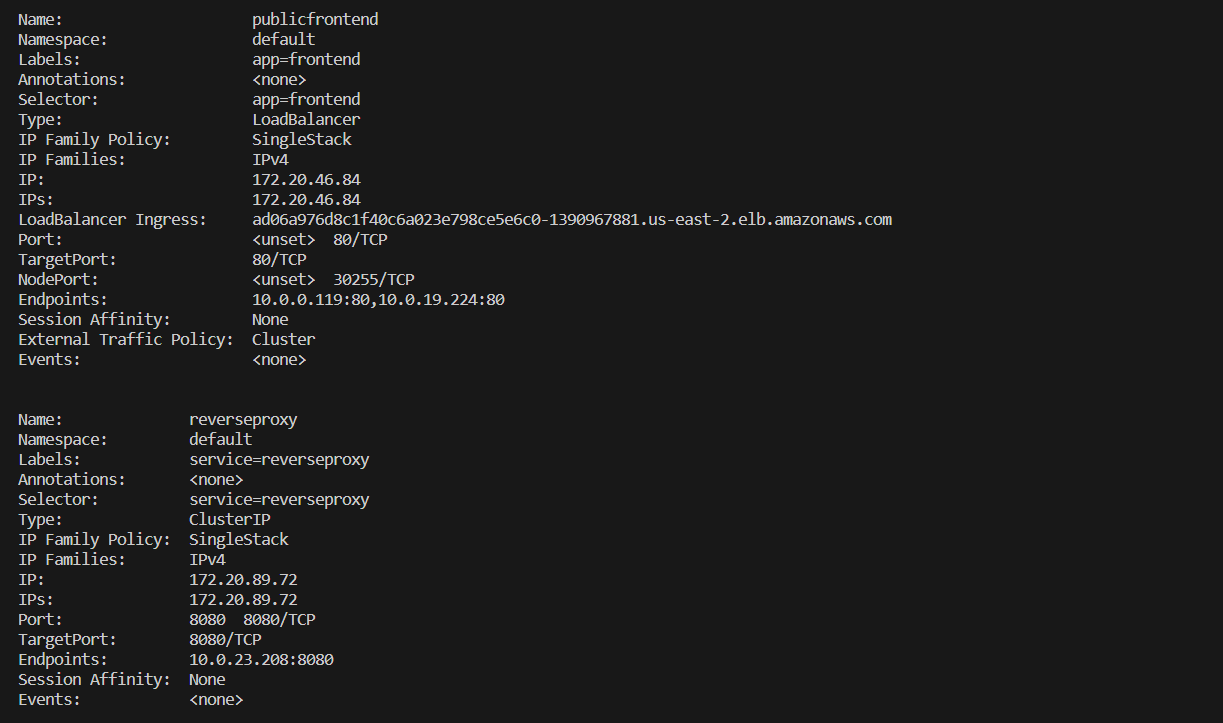 Name:                     publicfrontend
Namespace:                default
Labels:                   app=frontend
Annotations:              <none>
Selector:                 app=frontend
Type:                     LoadBalancer
IP Family Policy:         SingleStack
IP Families:              IPv4
IP:                       172.20.46.84
IPs:                      172.20.46.84
LoadBalancer Ingress:     ad06a976d8c1f40c6a023e798ce5e6c0-1390967881.us-east-2.elb.amazonaws.com
Port:                     <unset>  80/TCP
TargetPort:               80/TCP
NodePort:                 <unset>  30255/TCP
Endpoints:                10.0.0.119:80,10.0.19.224:80
Session Affinity:         None
External Traffic Policy:  Cluster
Events:                   <none>
Name:              reverseproxy
Namespace:         default
Labels:            service=reverseproxy
Annotations:       <none>
Selector:          service=reverseproxy
Type:              ClusterIP
IP Family Policy:  SingleStack
IP Families:       IPv4
IP:                172.20.89.72
IPs:               172.20.89.72
Port:              8080  8080/TCP
TargetPort:        8080/TCP
Endpoints:         10.0.23.208:8080
Session Affinity:  None
Events:            <none>